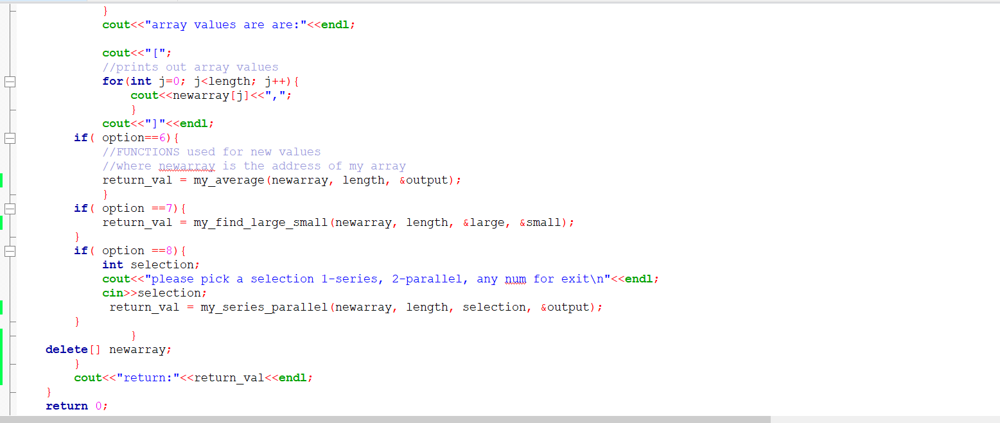 }
cout<<"array values are are:"<<endl;
cout<<"[";
//prints out array values
for(int j=0; j<length; j++){
cout<<newarray[j]<<",";
}
cout<<"]"<<endl;
if( option==6){
//FUNCTIONS used for new values
//where newarray is the address of my array
return_val = my_average(newarray, length, &output);
}
if( option ==7){
return_val = my_find_large_small(newarray, length, &large, &small);
}
if( option ==8){
int selection;
cout<<"please pick a selection 1-series, 2-parallel, any num for exit\n"<<endl;
cin>>selection;
return_val = my_series_parallel(newarray, length, selection, &output);
}
}
delete[] newarray;
}
cout<<"return:"<<return_val<<endl;
}
return 0;